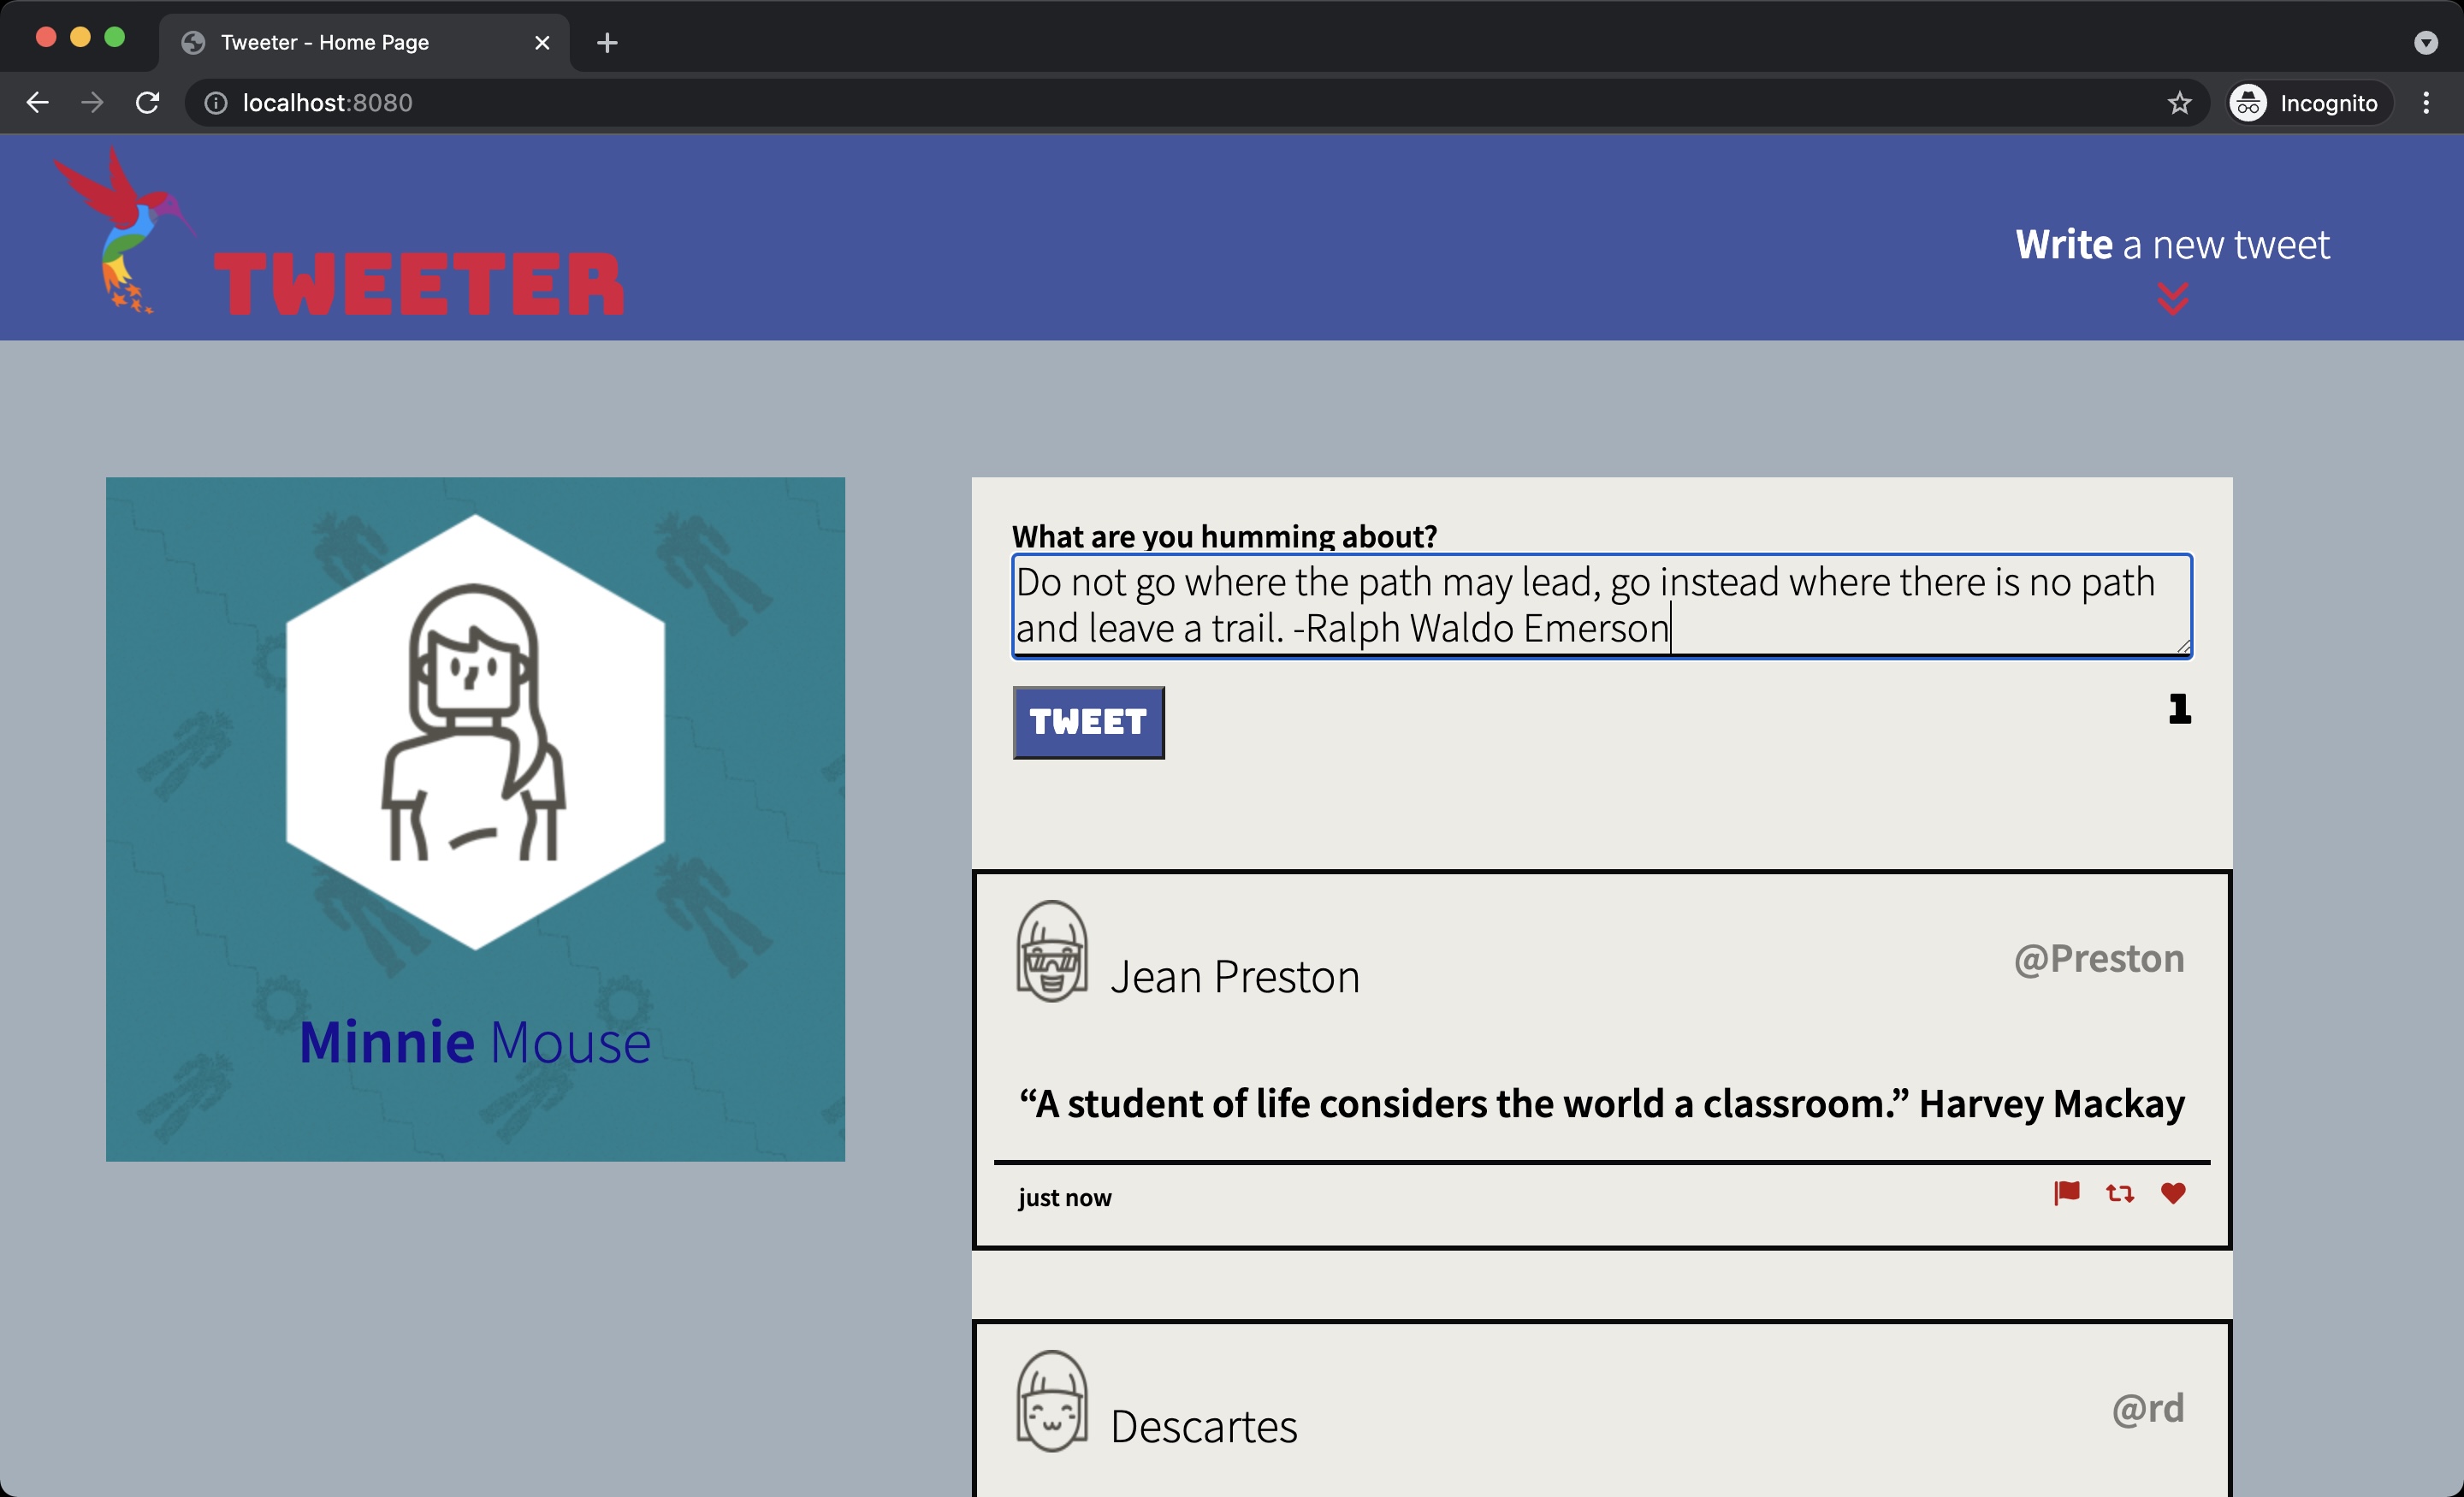 Tweeter - Home Page
localhost:8080
Incognito
TWEETER
Write a new tweet
Minnie Mouse
What are you humming about?
Do not go where the path may lead, go instead where there is no path
and leave a trail. -Ralph Waldo Emerson
TWEET
1
Jean Preston
@Preston
“A student of life considers the world a classroom.” Harvey Mackay
just now
Descartes
@rd